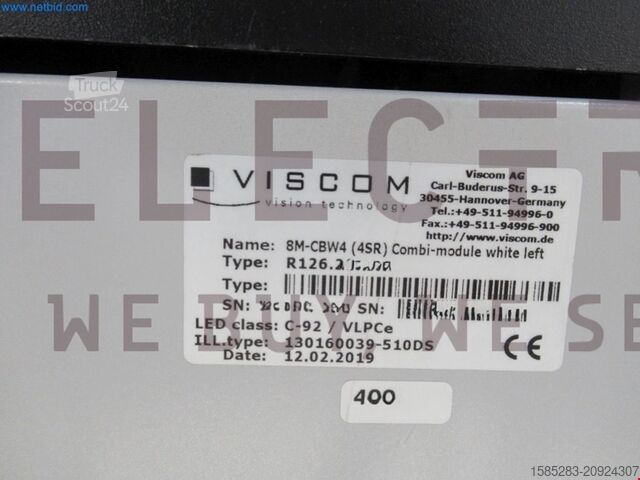 www.netbid.com
Truck
Scout24
ELECFR
VISCOM
vision technology
Viscom AG
Carl-Buderus-Str. 9-15
30455-Hannover-Germany
Tel.:+49-511-94996-0
Fax.:+49-511-94996-900
http://www.viscom.de
Name: 8M-CBW4 (4SR) Combi-module white left
Type:
Type:
SN: SN:
WE BUY, WE SE
LED class: C-92 / VLPCe
ILL.type: 130160039-510DS
Date: 12.02.2019
CE
400
1585283-20924307